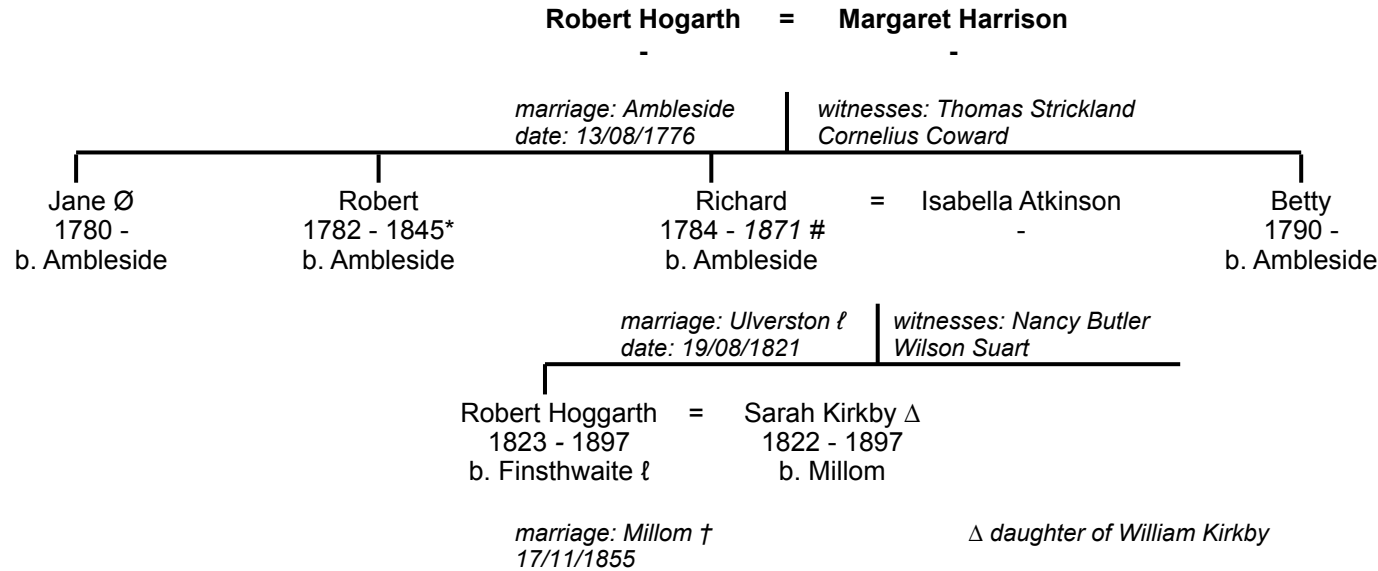 Robert Hogarth = Margaret Harrison
- -
marriage: Ambleside
date: 13/08/1776
witnesses: Thomas Strickland
Cornelius Coward
Jane Ø
1780 -
b. Ambleside
Robert
1782 - 1845*
b. Ambleside
Richard = Isabella Atkinson
1784 - 1871 # -
b. Ambleside
Betty
1790 -
b. Ambleside
marriage: Ulverston ℓ
date: 19/08/1821
witnesses: Nancy Butler
Wilson Suart
Robert Hoggarth = Sarah Kirkby ∆
1823 - 1897 1822 - 1897
b. Finsthwaite ℓ b. Millom
marriage: Millom †
17/11/1855
∆ daughter of William Kirkby